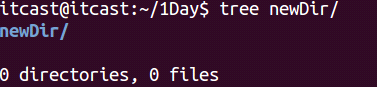 itcast@itcast:~/1Day$ tree newDir/
newDir/
0 directories, 0 files